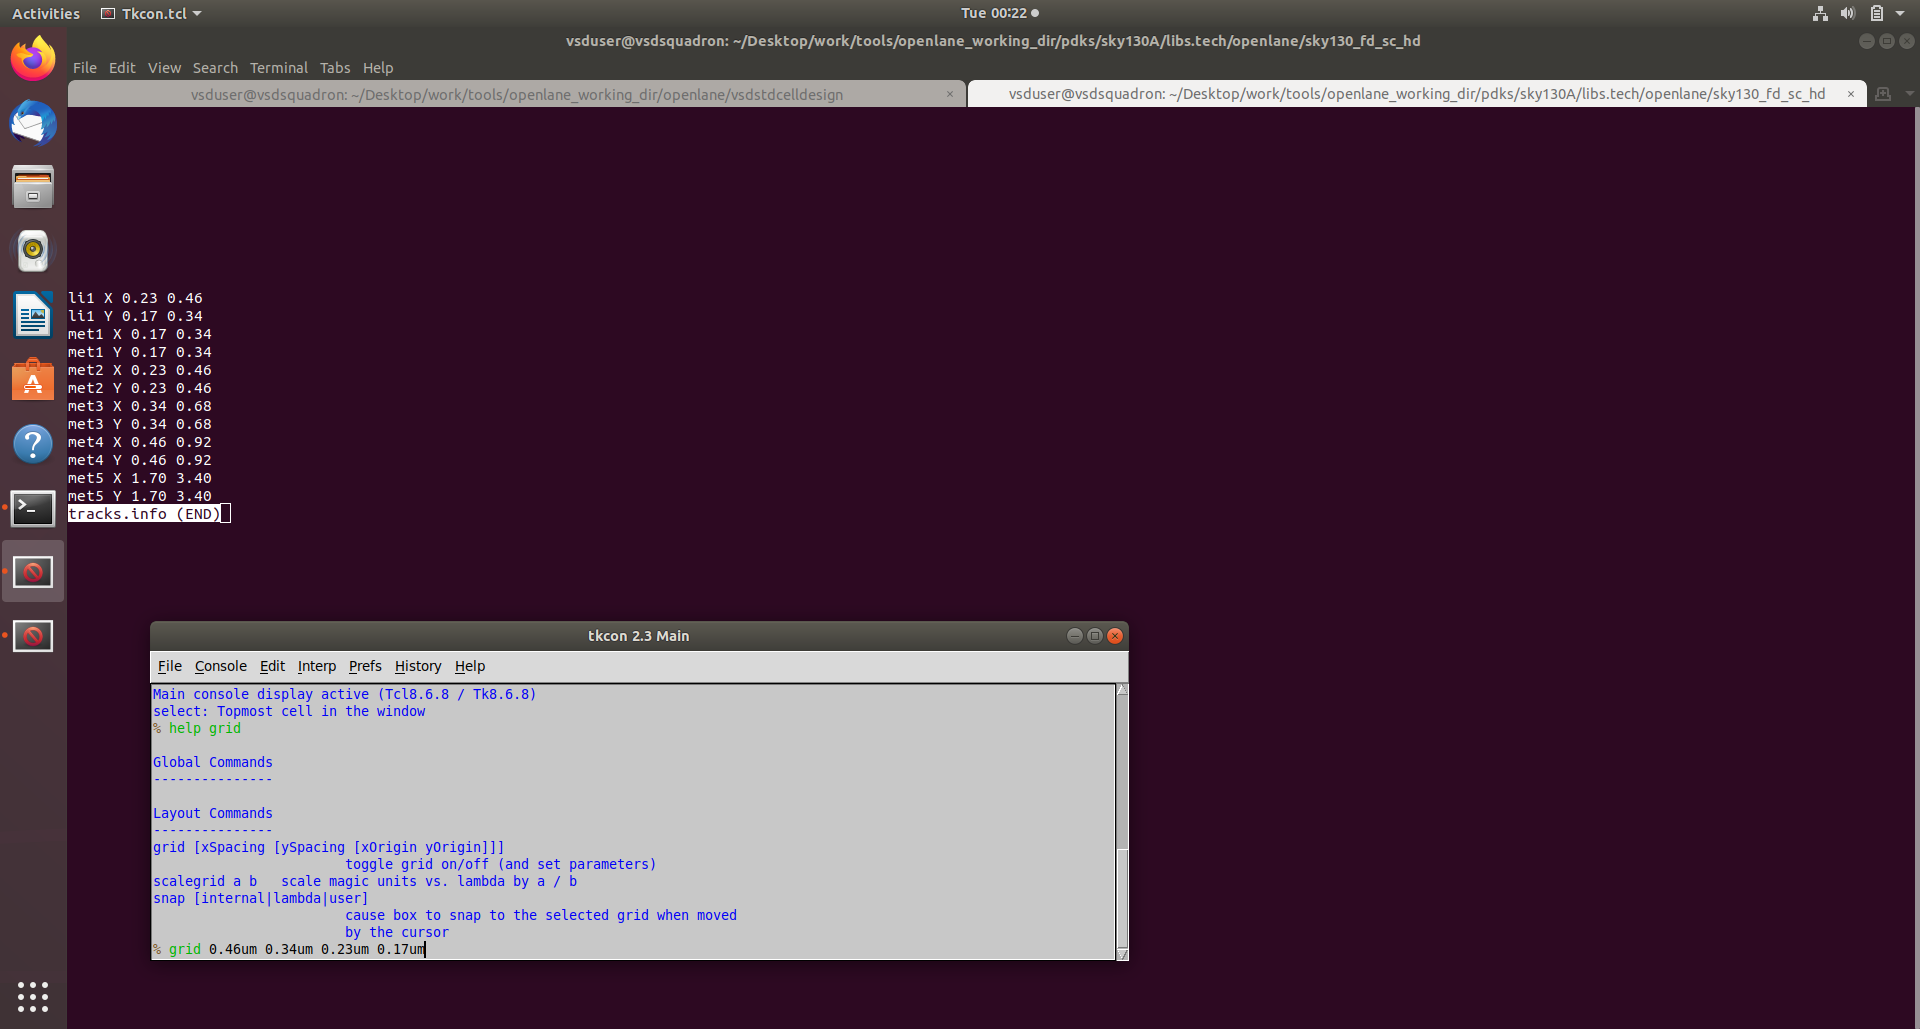 Activities Tkcon.tcl Tue 00:22
vsduser@vsdsquadron: ~/Desktop/work/tools/openlane_working_dir/pdks/sky130A/libs.tech/openlane/sky130_fd_sc_hd
File Edit View Search Terminal Tabs Help
vsduser@vsdsquadron: ~/Desktop/work/tools/openlane_working_dir/openlane/vsdstdcelldesign × vsduser@vsdsquadron: ~/Desktop/work/tools/openlane_working_dir/pdks/sky130A/libs.tech/openlane/sky130_fd_sc_hd ×
li1 X 0.23 0.46
li1 Y 0.17 0.34
met1 X 0.17 0.34
met1 Y 0.17 0.34
met2 X 0.23 0.46
met2 Y 0.23 0.46
met3 X 0.34 0.68
met3 Y 0.34 0.68
met4 X 0.46 0.92
met4 Y 0.46 0.92
met5 X 1.70 3.40
met5 Y 1.70 3.40
tracks.info (END)
tkcon 2.3 Main
File Console Edit Interp Prefs History Help
Main console display active (Tcl8.6.8 / Tk8.6.8)
select: Topmost cell in the window
% help grid
Global Commands
---------------
Layout Commands
---------------
grid [xSpacing [ySpacing [xOrigin yOrigin]]]
toggle grid on/off (and set parameters)
scalegrid a b   scale magic units vs. lambda by a / b
snap [internal|lambda|user]
cause box to snap to the selected grid when moved
by the cursor
% grid 0.46um 0.34um 0.23um 0.17um